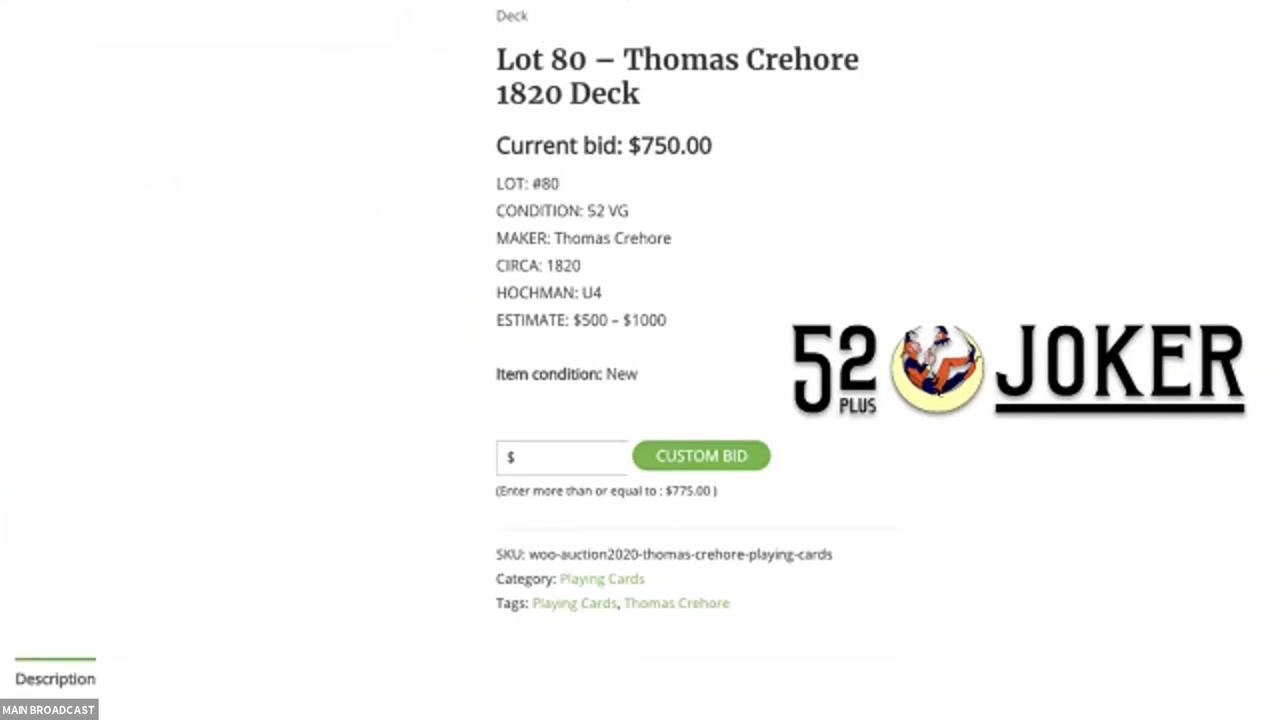 Deck
Lot 80 – Thomas Crehore
1820 Deck
Current bid: $750.00
LOT: #80
CONDITION: 52 VG
MAKER: Thomas Crehore
CIRCA: 1820
HOCHMAN: U4
ESTIMATE: $500 – $1000
52 PLUS JOKER
Item condition: New
$ CUSTOM BID
(Enter more than or equal to : $775.00 )
SKU: woo-auction2020-thomas-crehore-playing-cards
Category: Playing Cards
Tags: Playing Cards, Thomas Crehore
Description
MAIN BROADCAST